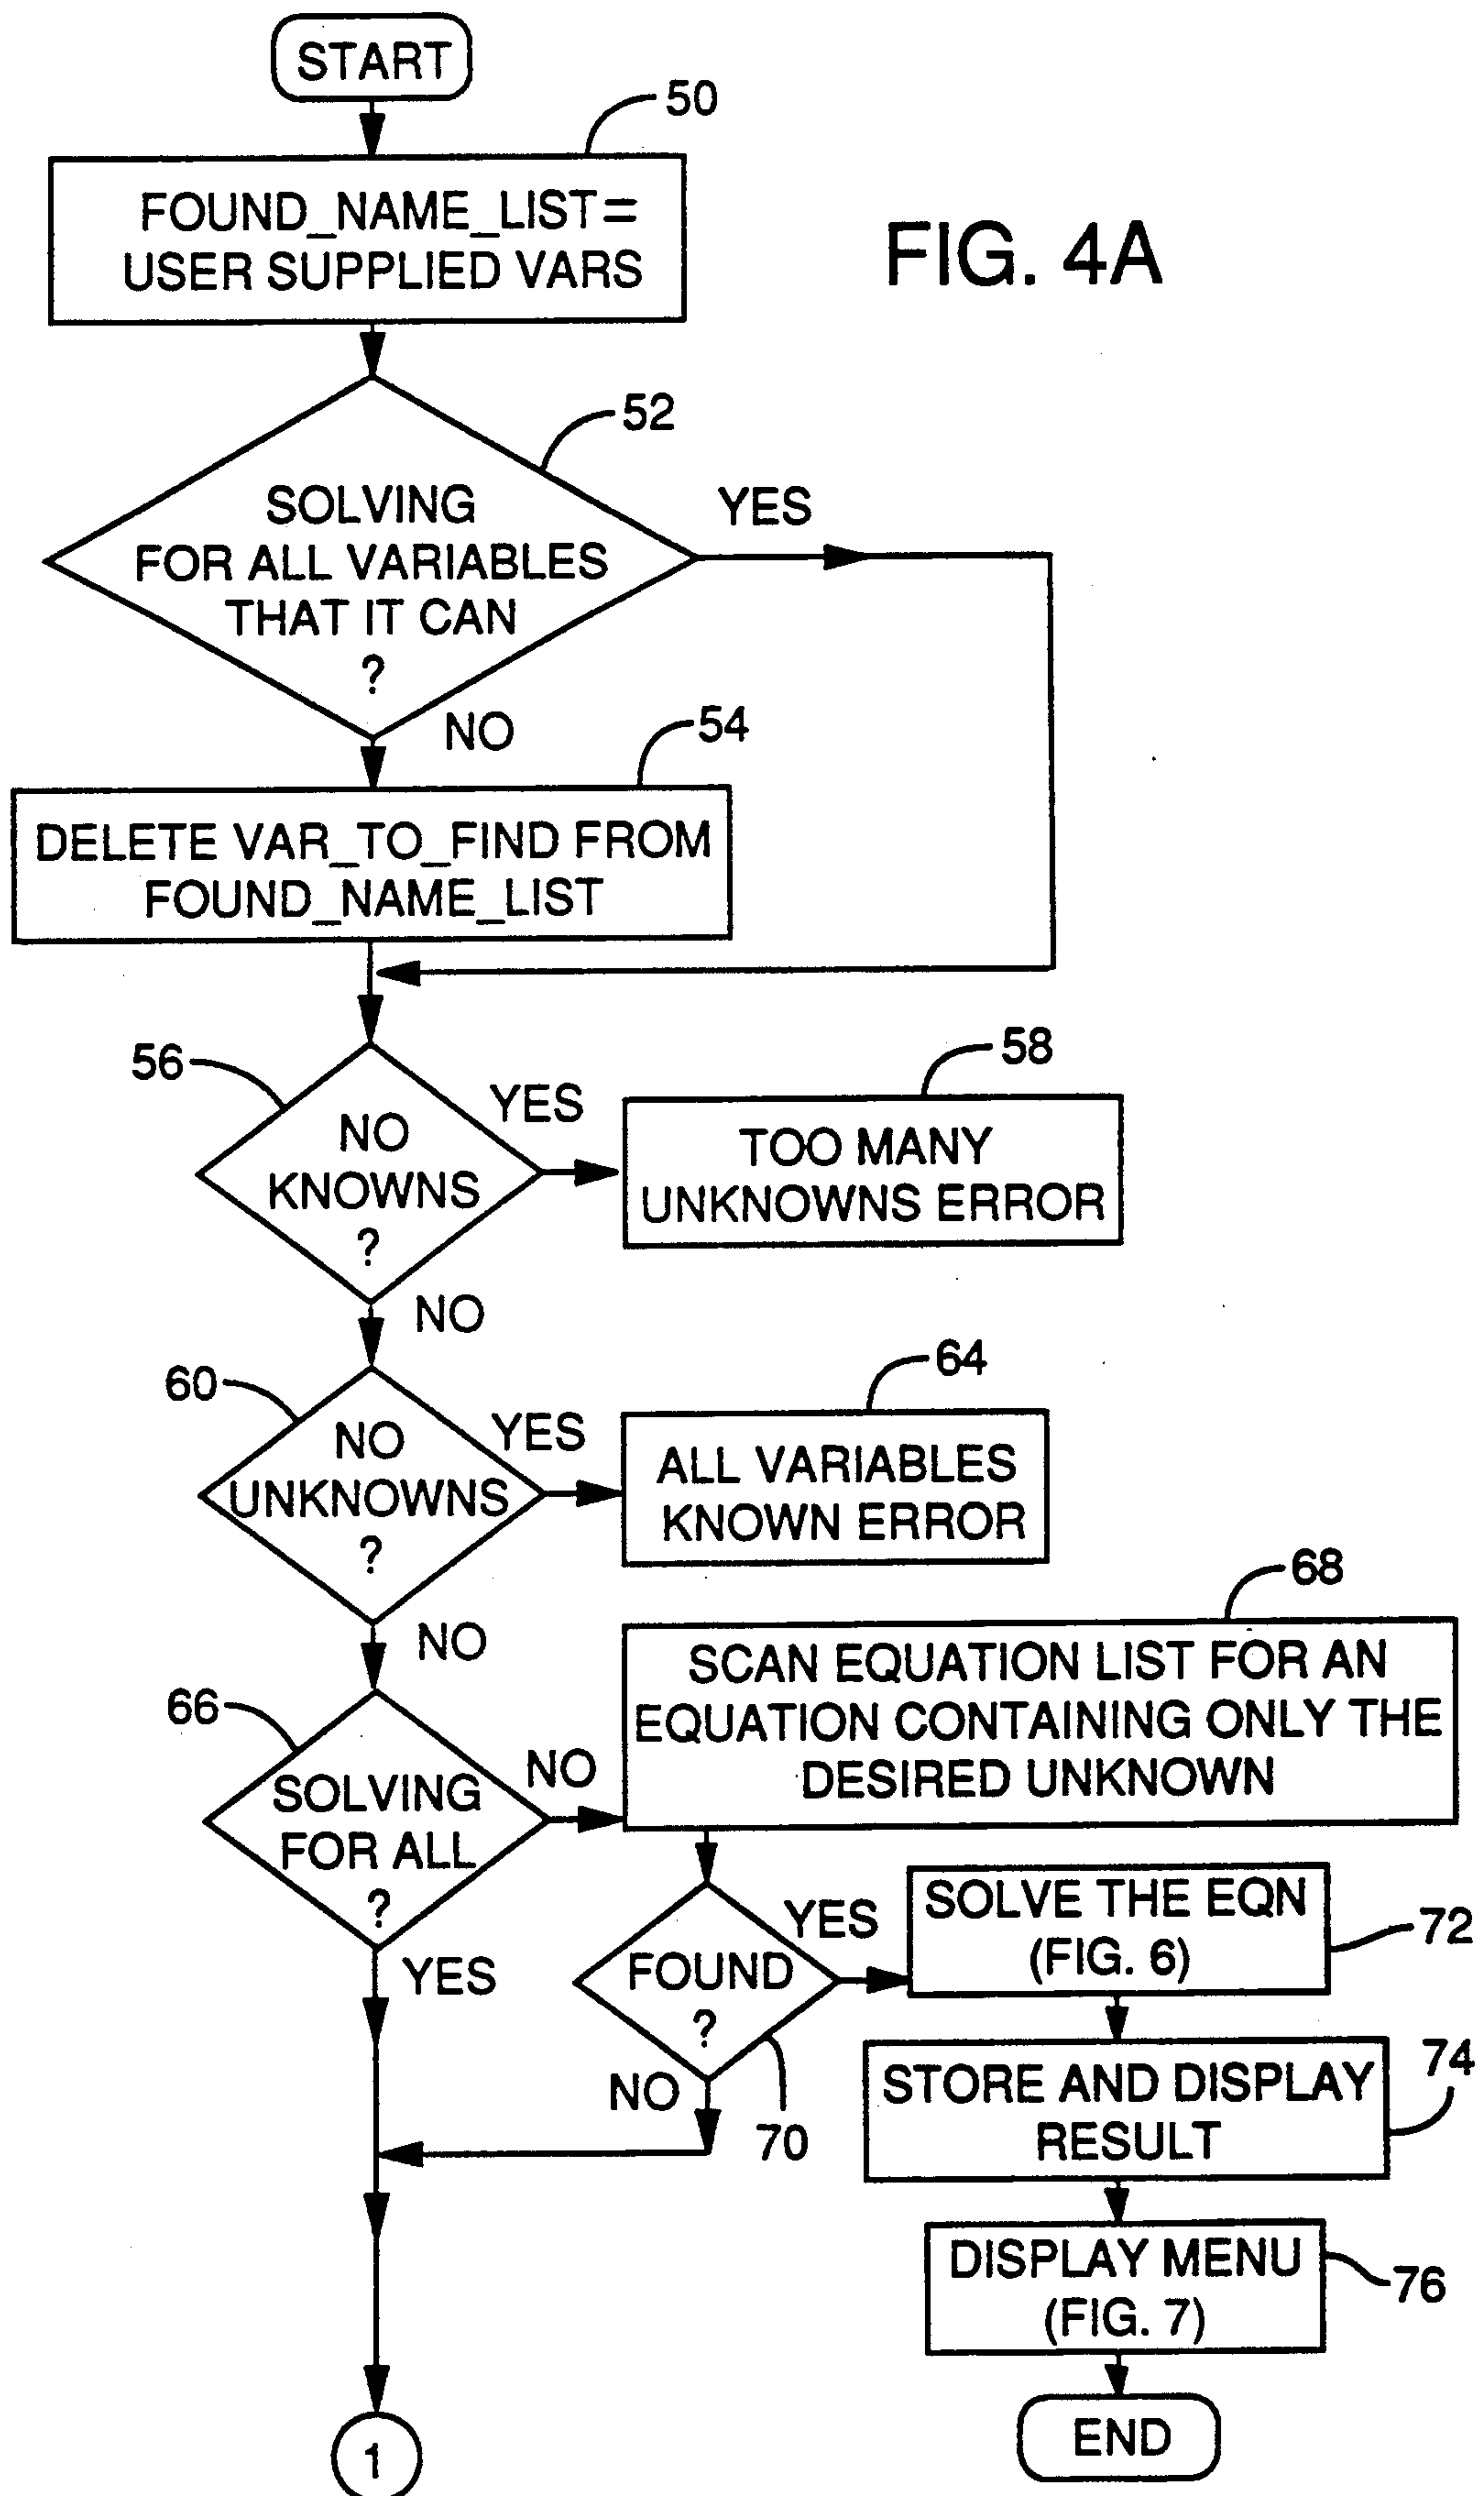 START
50
FOUND_NAME_LIST=
USER SUPPLIED VARS
FIG. 4A
52
SOLVING
FOR ALL VARIABLES
THAT IT CAN
?
YES
NO
54
DELETE VAR_TO_FIND FROM
FOUND_NAME_LIST
56
NO
KNOWNS
?
YES
58
TOO MANY
UNKNOWNS ERROR
NO
60
NO
UNKNOWNS
?
YES
64
ALL VARIABLES
KNOWN ERROR
NO
66
SOLVING
FOR ALL
?
NO
68
SCAN EQUATION LIST FOR AN
EQUATION CONTAINING ONLY THE
DESIRED UNKNOWN
YES
FOUND
?
70
YES
NO
SOLVE THE EQN
(FIG. 6)
72
STORE AND DISPLAY
RESULT
74
DISPLAY MENU
(FIG. 7)
76
END
1